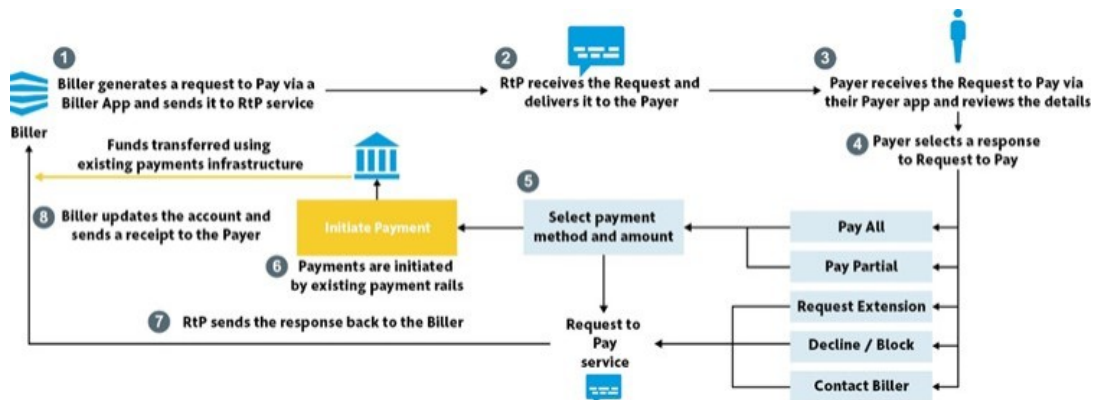 1
Biller generates a request to Pay via a
Biller App and sends it to RtP service
2
RtP receives the Request and
delivers it to the Payer
3
Payer receives the Request to Pay via
their Payer app and reviews the details
Biller
Funds transferred using
existing payments infrastructure
4
Payer selects a response
to Request to Pay
5
Select payment
method and amount
Pay All
Pay Partial
Request Extension
Decline / Block
Contact Biller
Initiate Payment
6
Payments are initiated
by existing payment rails
7
RtP sends the response back to the Biller
Request to
Pay
service
8
Biller updates the account and
sends a receipt to the Payer